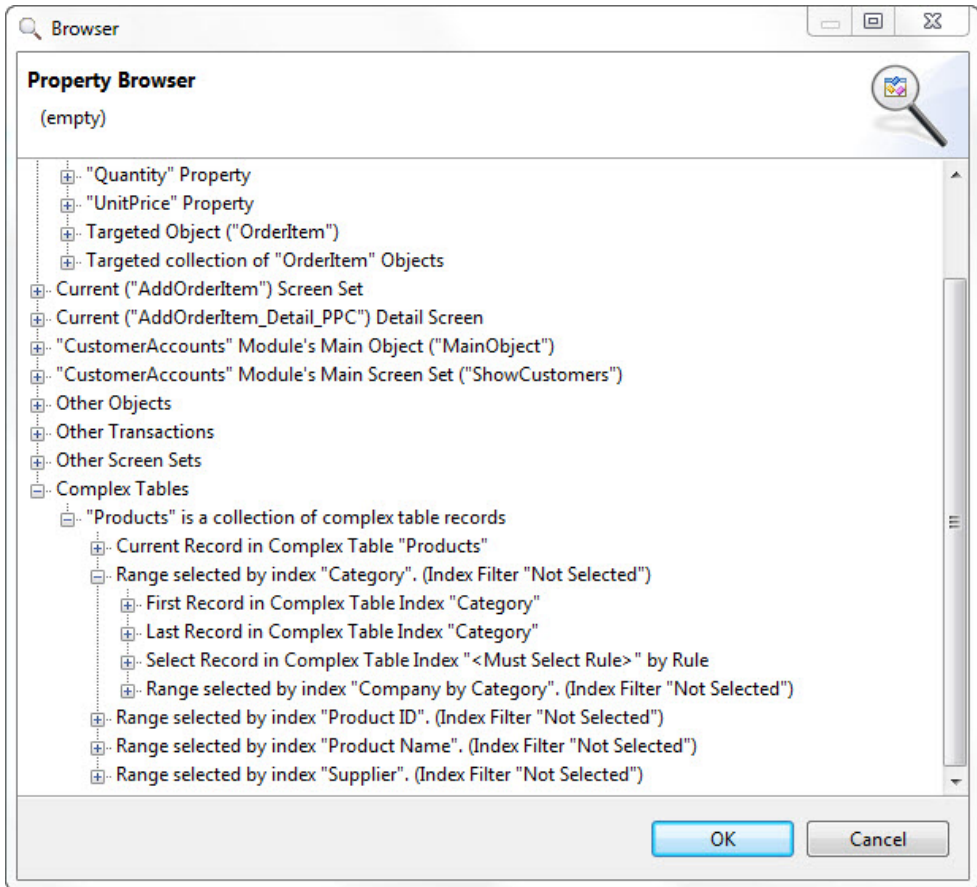 Browser
Property Browser
(empty)
"Quantity" Property
"UnitPrice" Property
Targeted Object ("OrderItem")
Targeted collection of "OrderItem" Objects
Current ("AddOrderItem") Screen Set
Current ("AddOrderItem_Detail_PPC") Detail Screen
"CustomerAccounts" Module's Main Object ("MainObject")
"CustomerAccounts" Module's Main Screen Set ("ShowCustomers")
Other Objects
Other Transactions
Other Screen Sets
Complex Tables
"Products" is a collection of complex table records
Current Record in Complex Table "Products"
Range selected by index "Category". (Index Filter "Not Selected")
First Record in Complex Table Index "Category"
Last Record in Complex Table Index "Category"
Select Record in Complex Table Index "<Must Select Rule>" by Rule
Range selected by index "Company by Category". (Index Filter "Not Selected")
Range selected by index "Product ID". (Index Filter "Not Selected")
Range selected by index "Product Name". (Index Filter "Not Selected")
Range selected by index "Supplier". (Index Filter "Not Selected")
OK Cancel